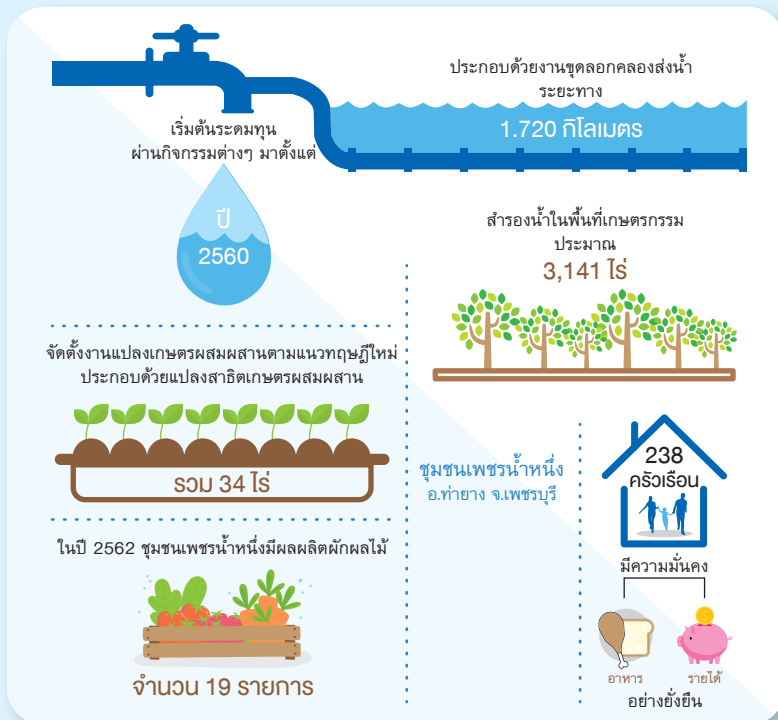 เริ่มต้นระดมทุน
ผ่านกิจกรรมต่างๆ มาตั้งแต่
ปี
2560
ประกอบด้วยงานขุดลอกคลองส่งน้ำ
ระยะทาง
1.720 กิโลเมตร
สำรองน้ำในพื้นที่เกษตรกรรม
ประมาณ
3,141 ไร่
จัดตั้งงานแปลงเกษตรผสมผสานตามแนวทฤษฎีใหม่
ประกอบด้วยแปลงสาธิตเกษตรผสมผสาน
รวม 34 ไร่
ในปี 2562 ชุมชนเพชรน้ำหนึ่งมีผลผลิตผักผลไม้
จำนวน 19 รายการ
ชุมชนเพชรน้ำหนึ่ง
อ.ท่ายาง จ.เพชรบุรี
238
ครัวเรือน
มีความมั่นคง
อาหาร
รายได้
อย่างยั่งยืน